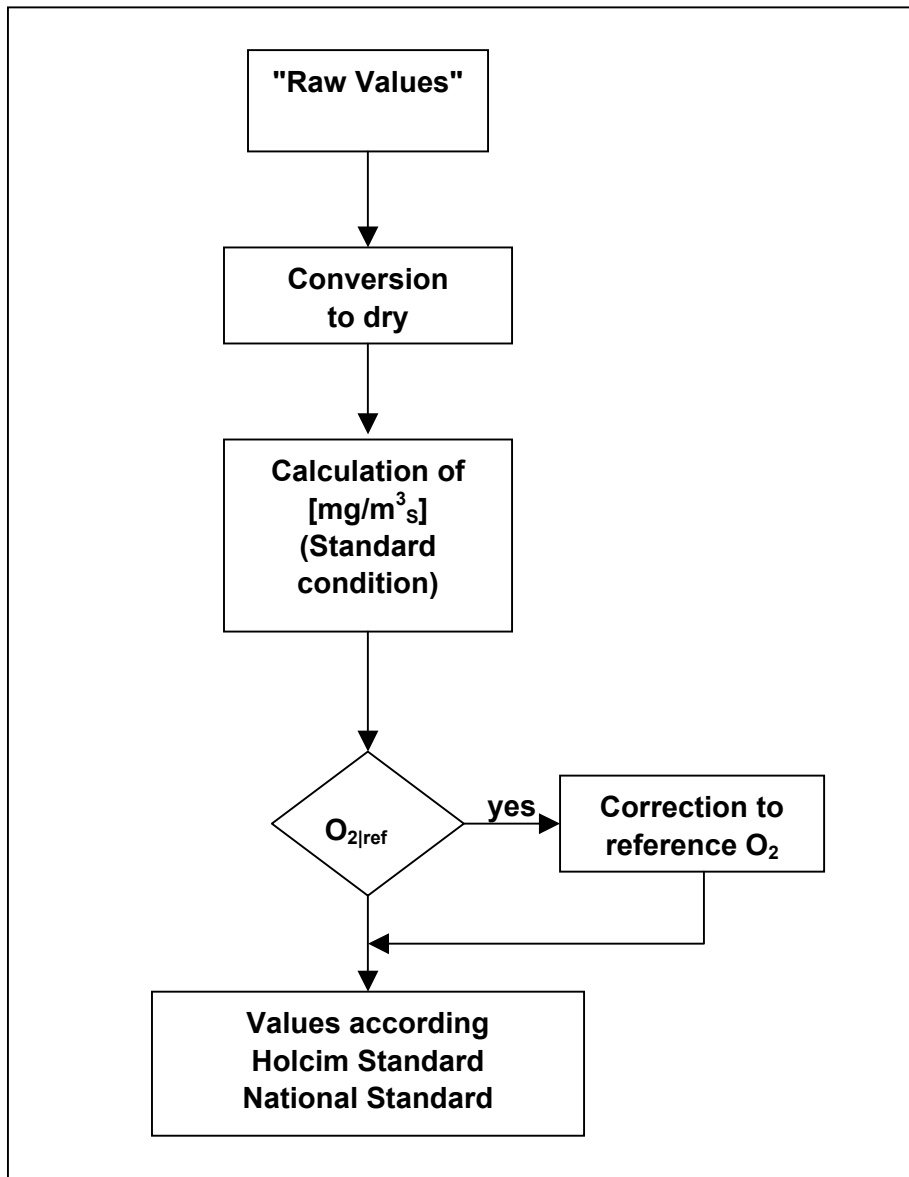 "Raw Values"
Conversion
to dry
Calculation of
[mg/m³ₛ]
(Standard
condition)
O₂|ref
yes
Correction to
reference O₂
Values according
Holcim Standard
National Standard